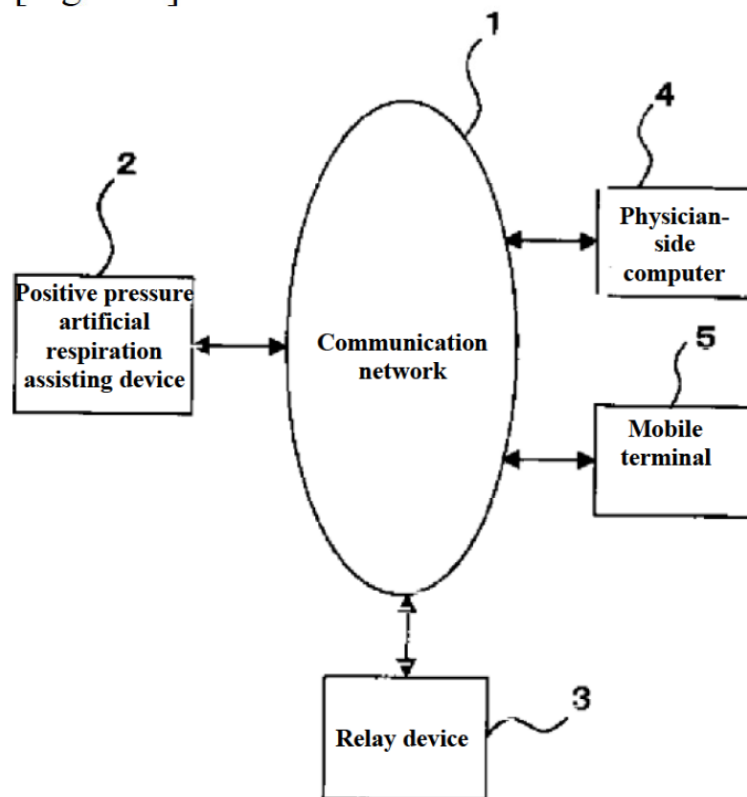 1
4
2
Physician-
side
computer
Positive pressure
artificial
respiration
assisting device
Communication
network
5
Mobile
terminal
3
Relay device